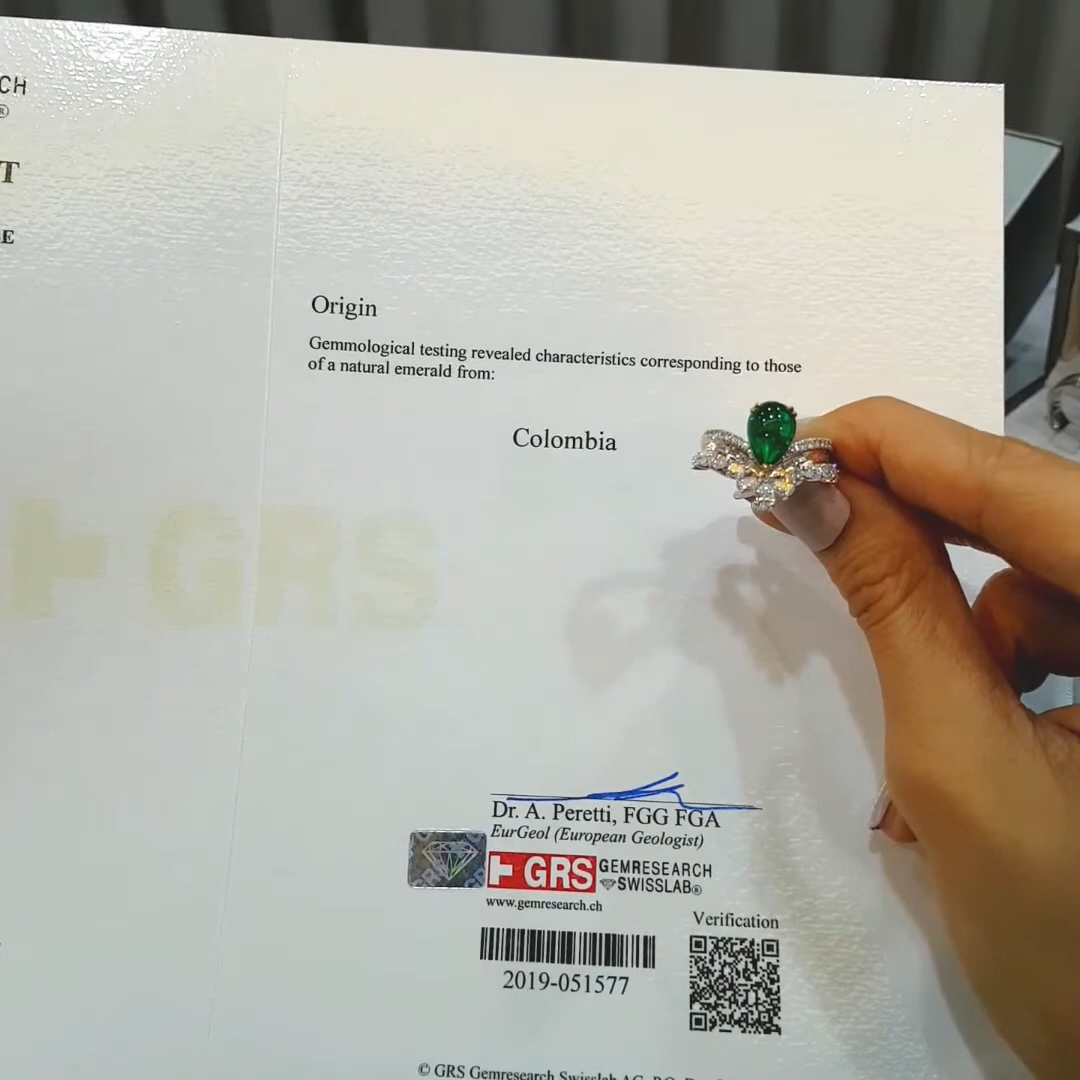 CH
®
T
E
Origin
Gemmological testing revealed characteristics corresponding to those
of a natural emerald from:
Colombia
GRS
Dr. A. Peretti, FGG FGA
EurGeol (European Geologist)
GRS
GRS GEMRESEARCH
SWISSLAB®
www.gemresearch.ch
Verification
2019-051577
© GRS Gemresearch Swisslab AG, P.O.